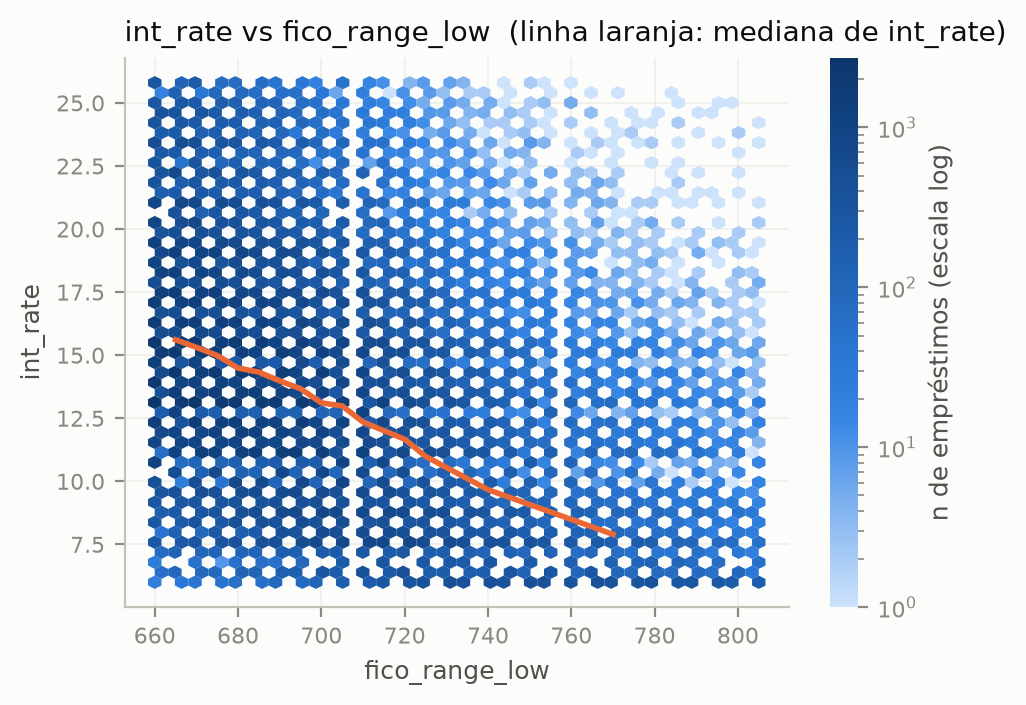 int_rate vs fico_range_low  (linha laranja: mediana de int_rate)
25.0
22.5
20.0
17.5
15.0
12.5
10.0
7.5
int_rate
660 680 700 720 740 760 780 800
fico_range_low
10³
10²
10¹
10⁰
n de empréstimos (escala log)